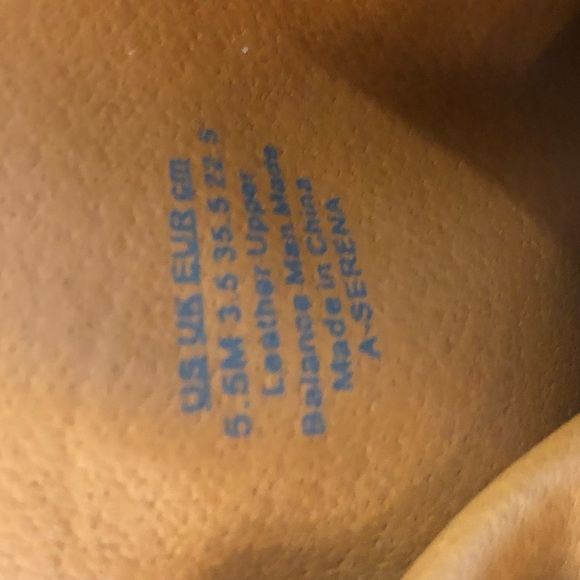 US UK EUR cm
5.5M 3.5 35.5 22.5
Leather Upper
Balance Man Made
Made in China
A-SERENA